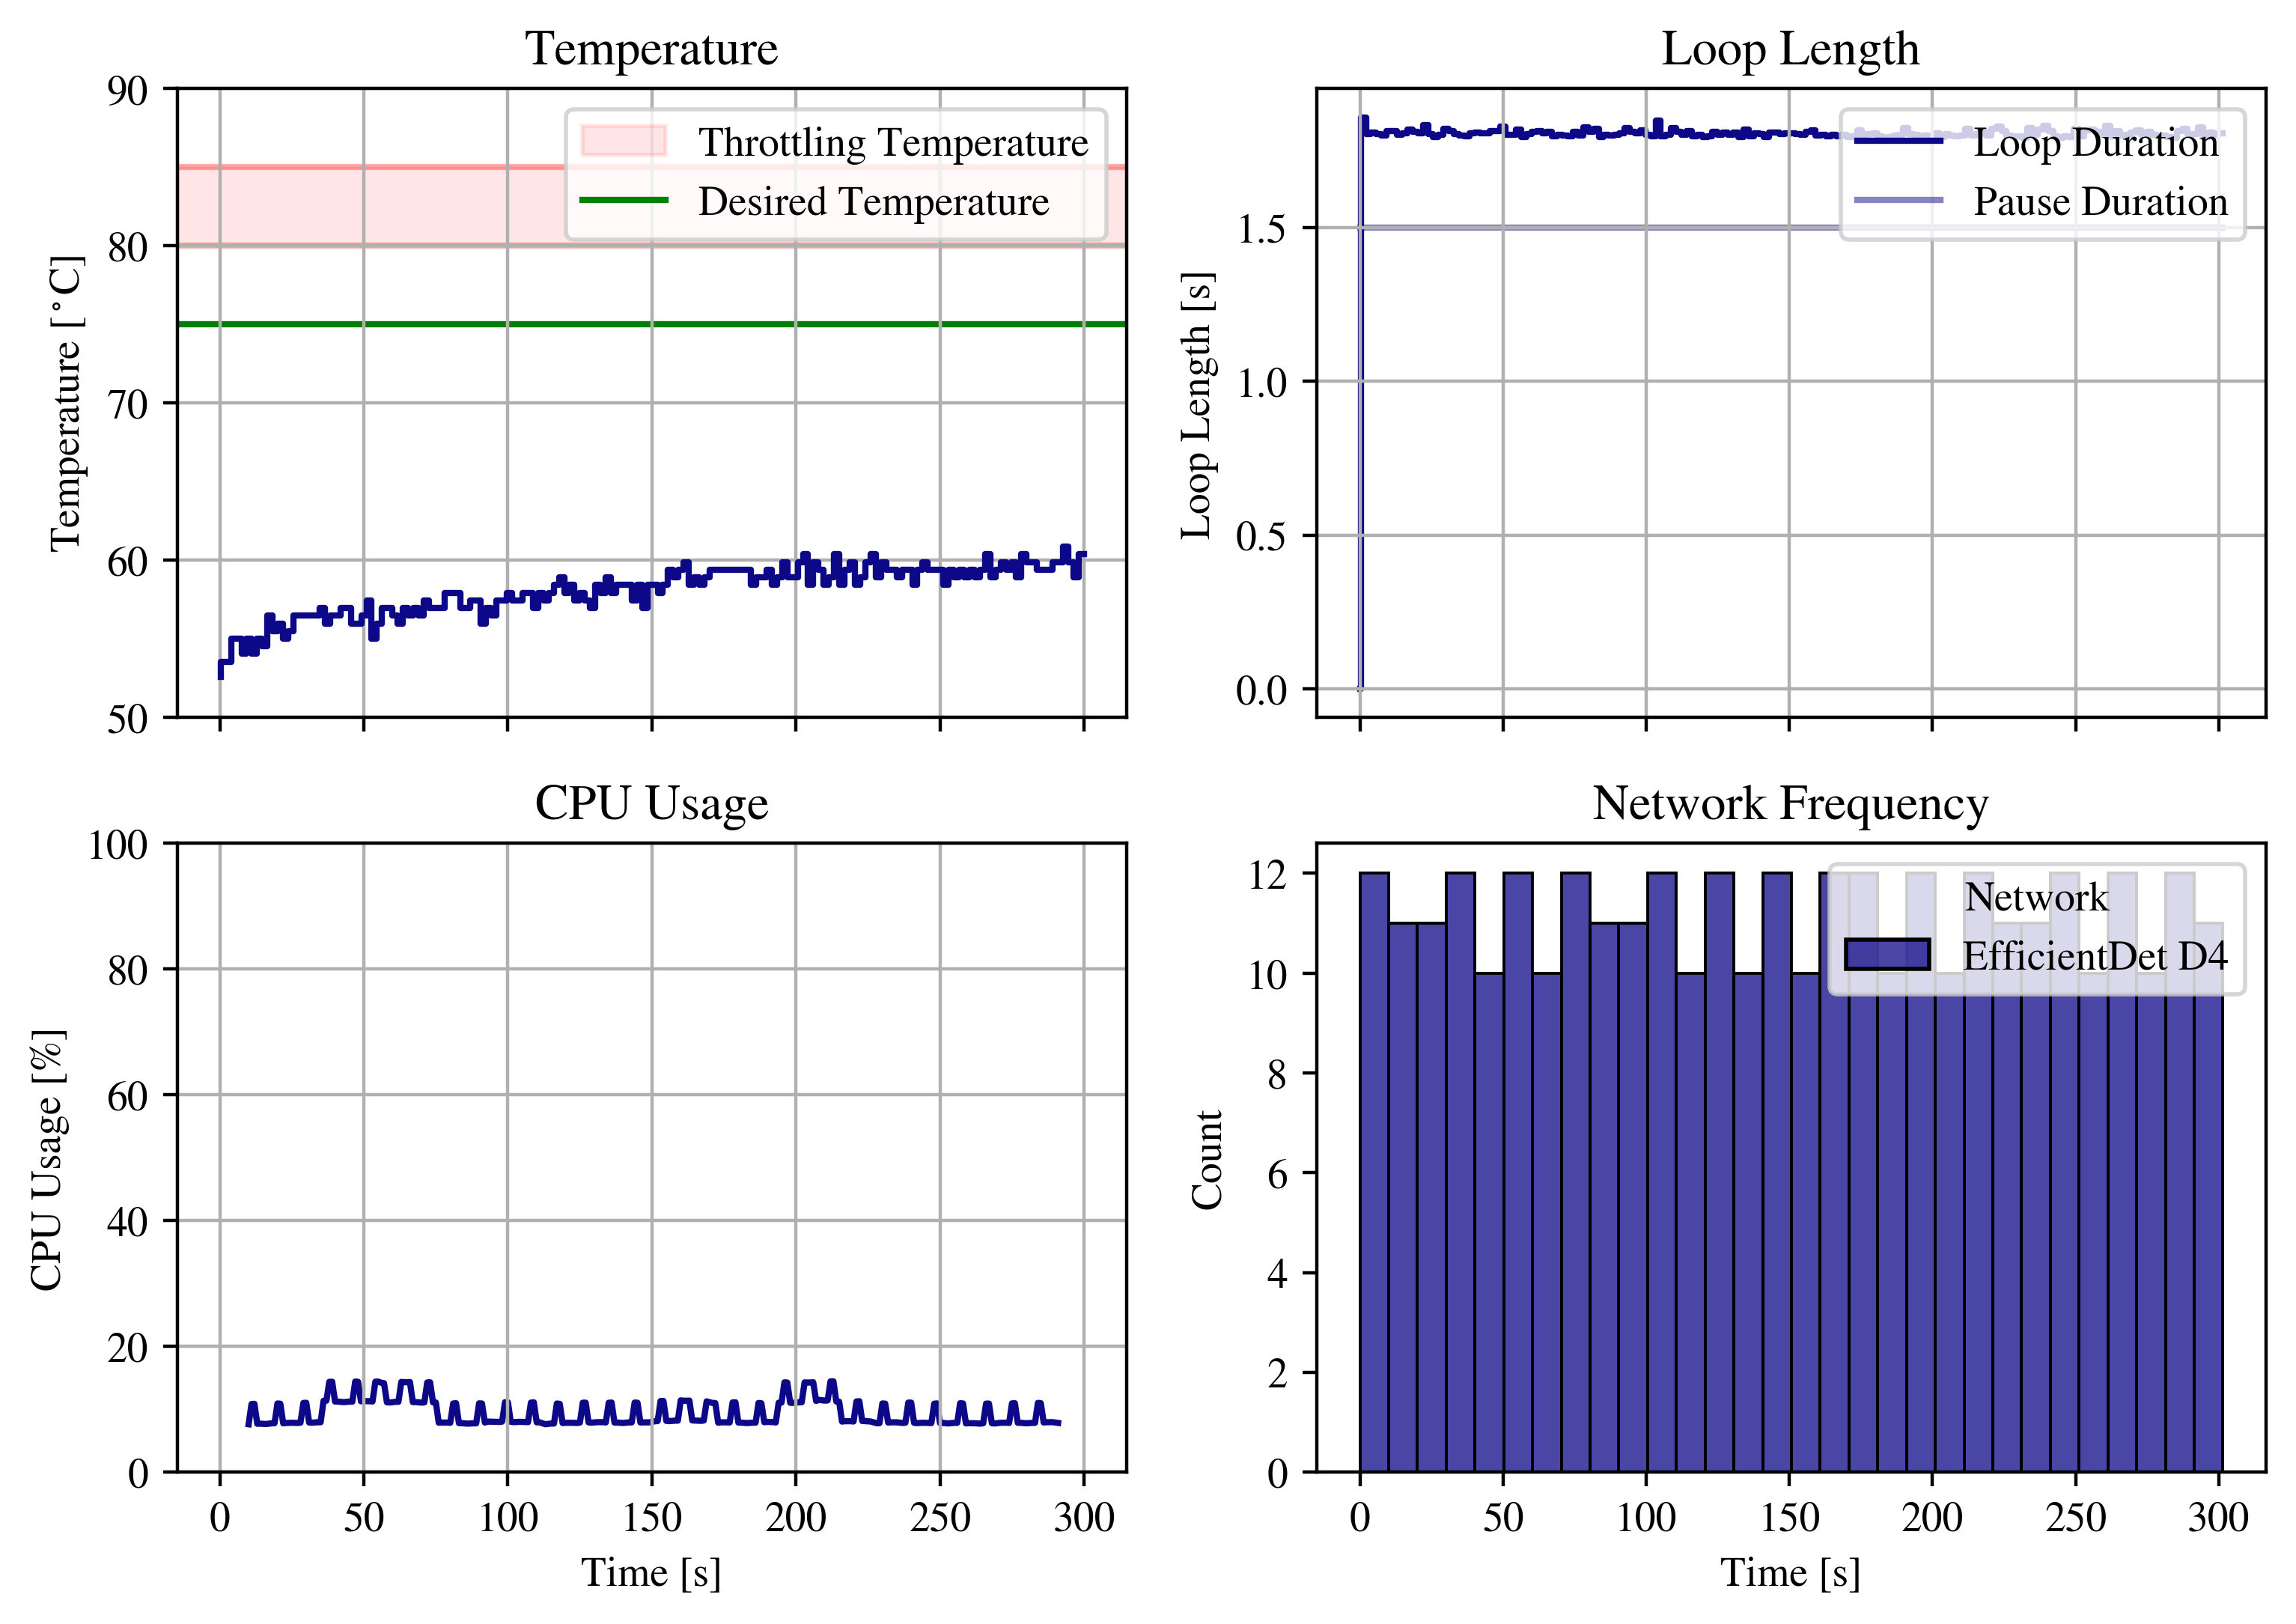 Temperature
90
80
70
60
50
Temperature [°C]
Throttling Temperature
Desired Temperature
Loop Length
1.5
1.0
0.5
0.0
Loop Length [s]
Loop Duration
Pause Duration
CPU Usage
100
80
60
40
20
0
CPU Usage [%]
0 50 100 150 200 250 300
Time [s]
Network Frequency
12
10
8
6
4
2
0
Count
Network
EfficientDet D4
0 50 100 150 200 250 300
Time [s]